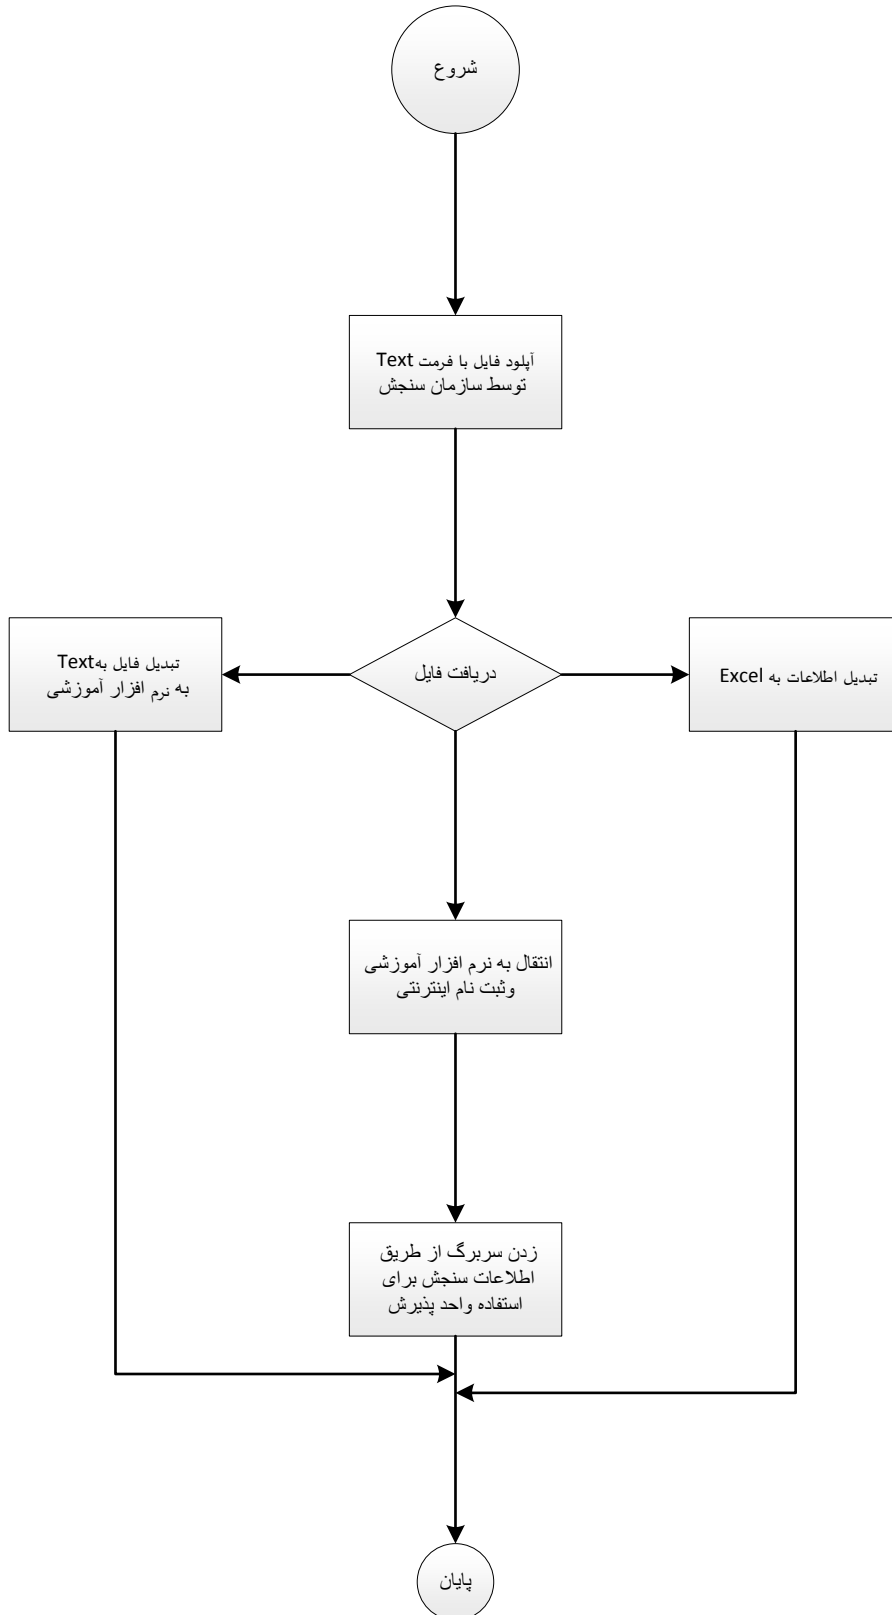 شروع
آپلود فایل با فرمت Text
توسط سازمان سنجش
دریافت فایل
تبدیل اطلاعات به Excel
تبدیل فایل به Text
به نرم افزار آموزشی
انتقال به نرم افزار آموزشی
وثبت نام اینترنتی
زدن سربرگ از طریق
اطلاعات سنجش برای
استفاده واحد پذیرش
پایان